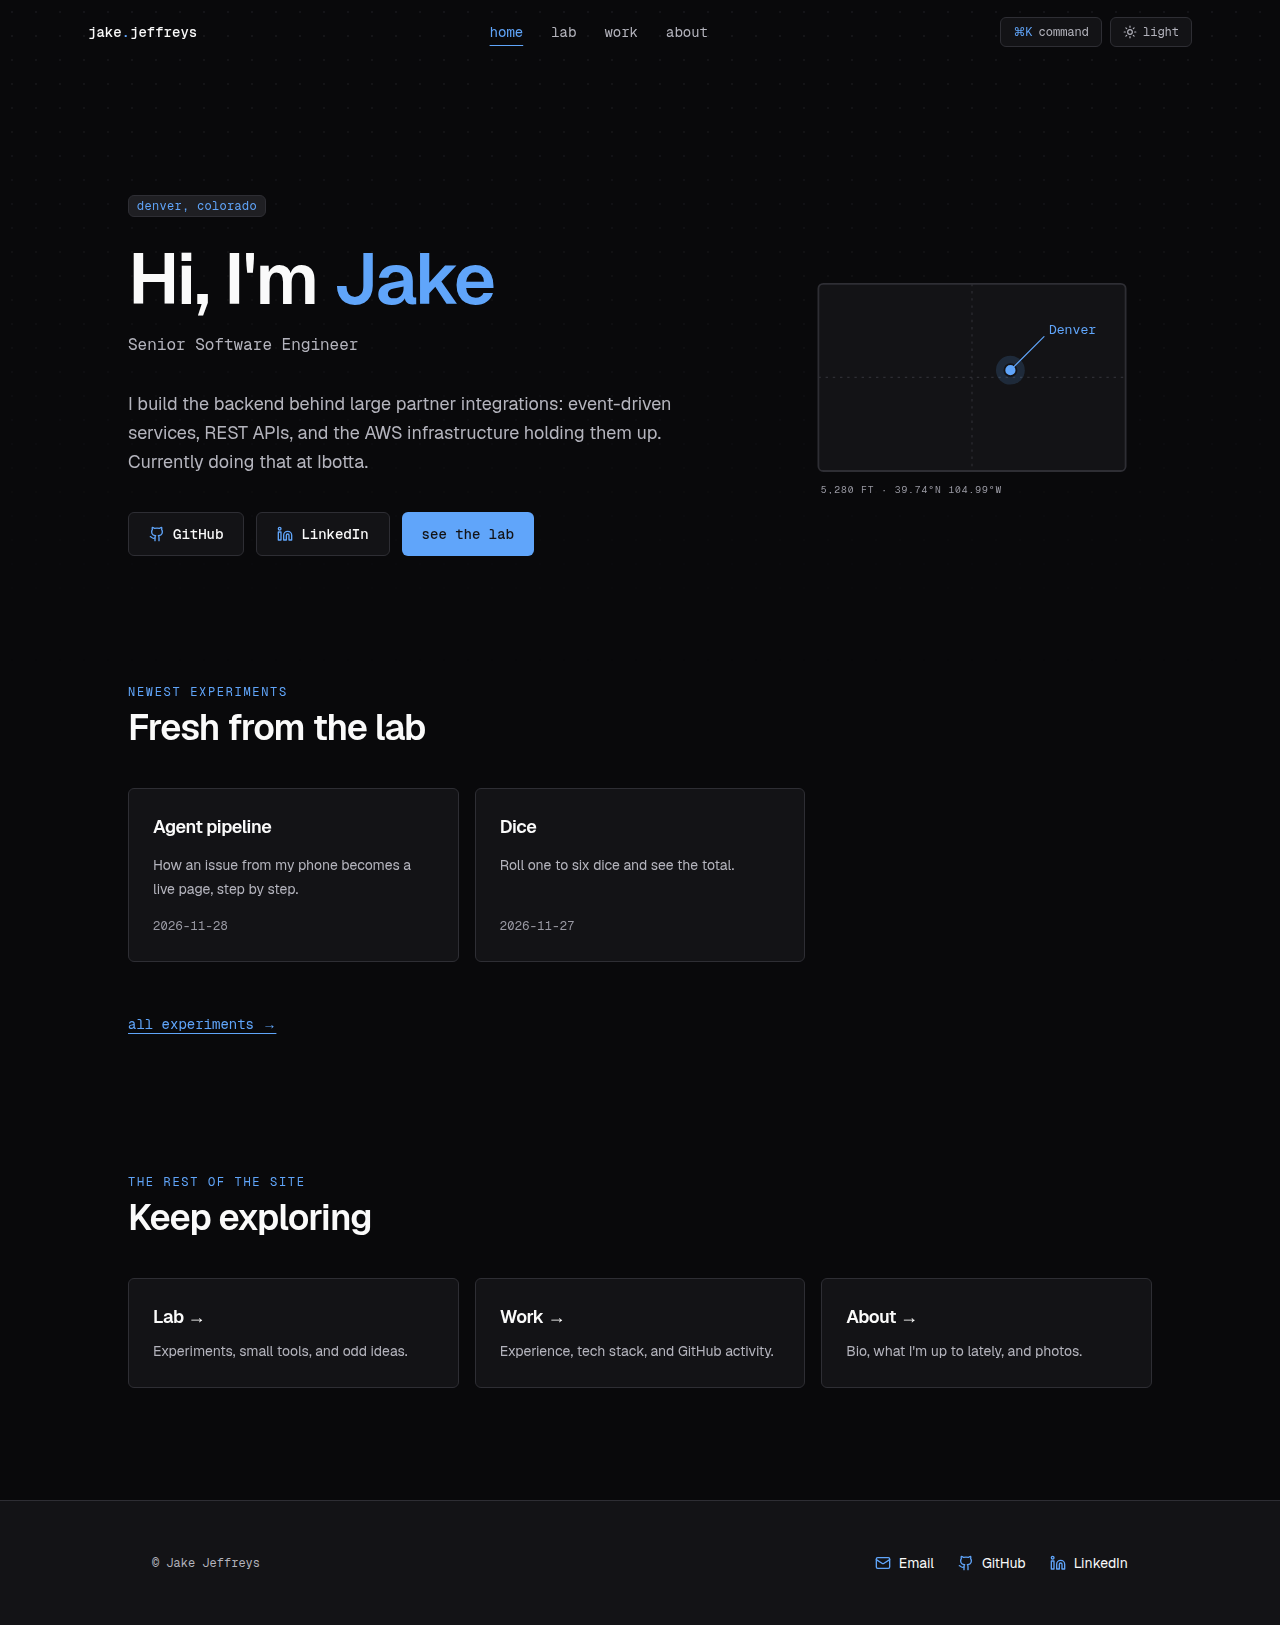 jake.jeffreys
home lab work about
⌘K command
light
denver, colorado
Hi, I'm Jake
Senior Software Engineer
I build the backend behind large partner integrations: event-driven
services, REST APIs, and the AWS infrastructure holding them up.
Currently doing that at Ibotta.
GitHub
LinkedIn
see the lab
Denver
5,280 FT · 39.74°N 104.99°W
NEWEST EXPERIMENTS
Fresh from the lab
Agent pipeline
How an issue from my phone becomes a
live page, step by step.
2026-11-28
Dice
Roll one to six dice and see the total.
2026-11-27
all experiments →
THE REST OF THE SITE
Keep exploring
Lab →
Experiments, small tools, and odd ideas.
Work →
Experience, tech stack, and GitHub activity.
About →
Bio, what I'm up to lately, and photos.
© Jake Jeffreys
Email
GitHub
LinkedIn